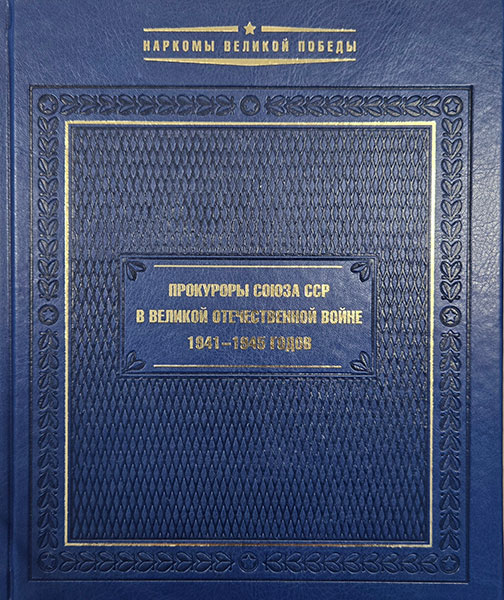 НАРКОМЫ ВЕЛИКОЙ ПОБЕДЫ
ПРОКУРОРЫ СОЮЗА ССР
В ВЕЛИКОЙ ОТЕЧЕСТВЕННОЙ ВОЙНЕ
1941–1945 ГОДОВ